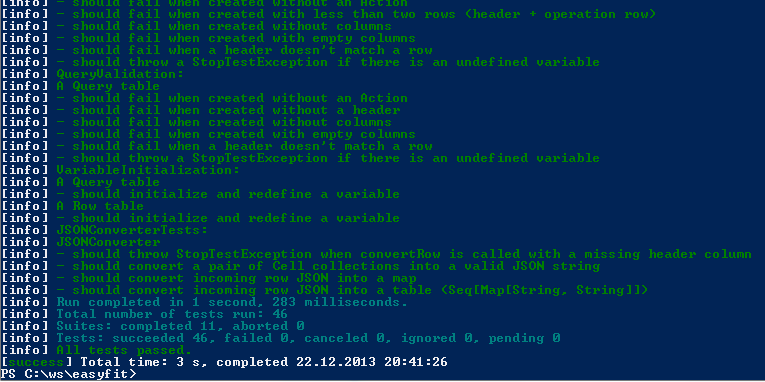 [info] - should fail when created without an Action
[info] - should fail when created with less than two rows (header + operation row)
[info] - should fail when created without columns
[info] - should fail when created with empty columns
[info] - should fail when a header doesn't match a row
[info] - should throw a StopTestException if there is an undefined variable
[info] QueryValidation:
[info] A Query table
[info] - should fail when created without an Action
[info] - should fail when created without a header
[info] - should fail when created without columns
[info] - should fail when created with empty columns
[info] - should fail when a header doesn't match a row
[info] - should throw a StopTestException if there is an undefined variable
[info] VariableInitialization:
[info] A Query table
[info] - should initialize and redefine a variable
[info] A Row table
[info] - should initialize and redefine a variable
[info] JSONConverterTests:
[info] JSONConverter
[info] - should throw StopTestException when convertRow is called with a missing header column
[info] - should convert a pair of Cell collections into a valid JSON string
[info] - should convert incoming row JSON into a map
[info] - should convert incoming row JSON into a table (Seq[Map[String, String]])
[info] Run completed in 1 second, 283 milliseconds.
[info] Total number of tests run: 46
[info] Suites: completed 11, aborted 0
[info] Tests: succeeded 46, failed 0, canceled 0, ignored 0, pending 0
[info] All tests passed.
[success] Total time: 3 s, completed 22.12.2013 20:41:26
PS C:\ws\easyfit>